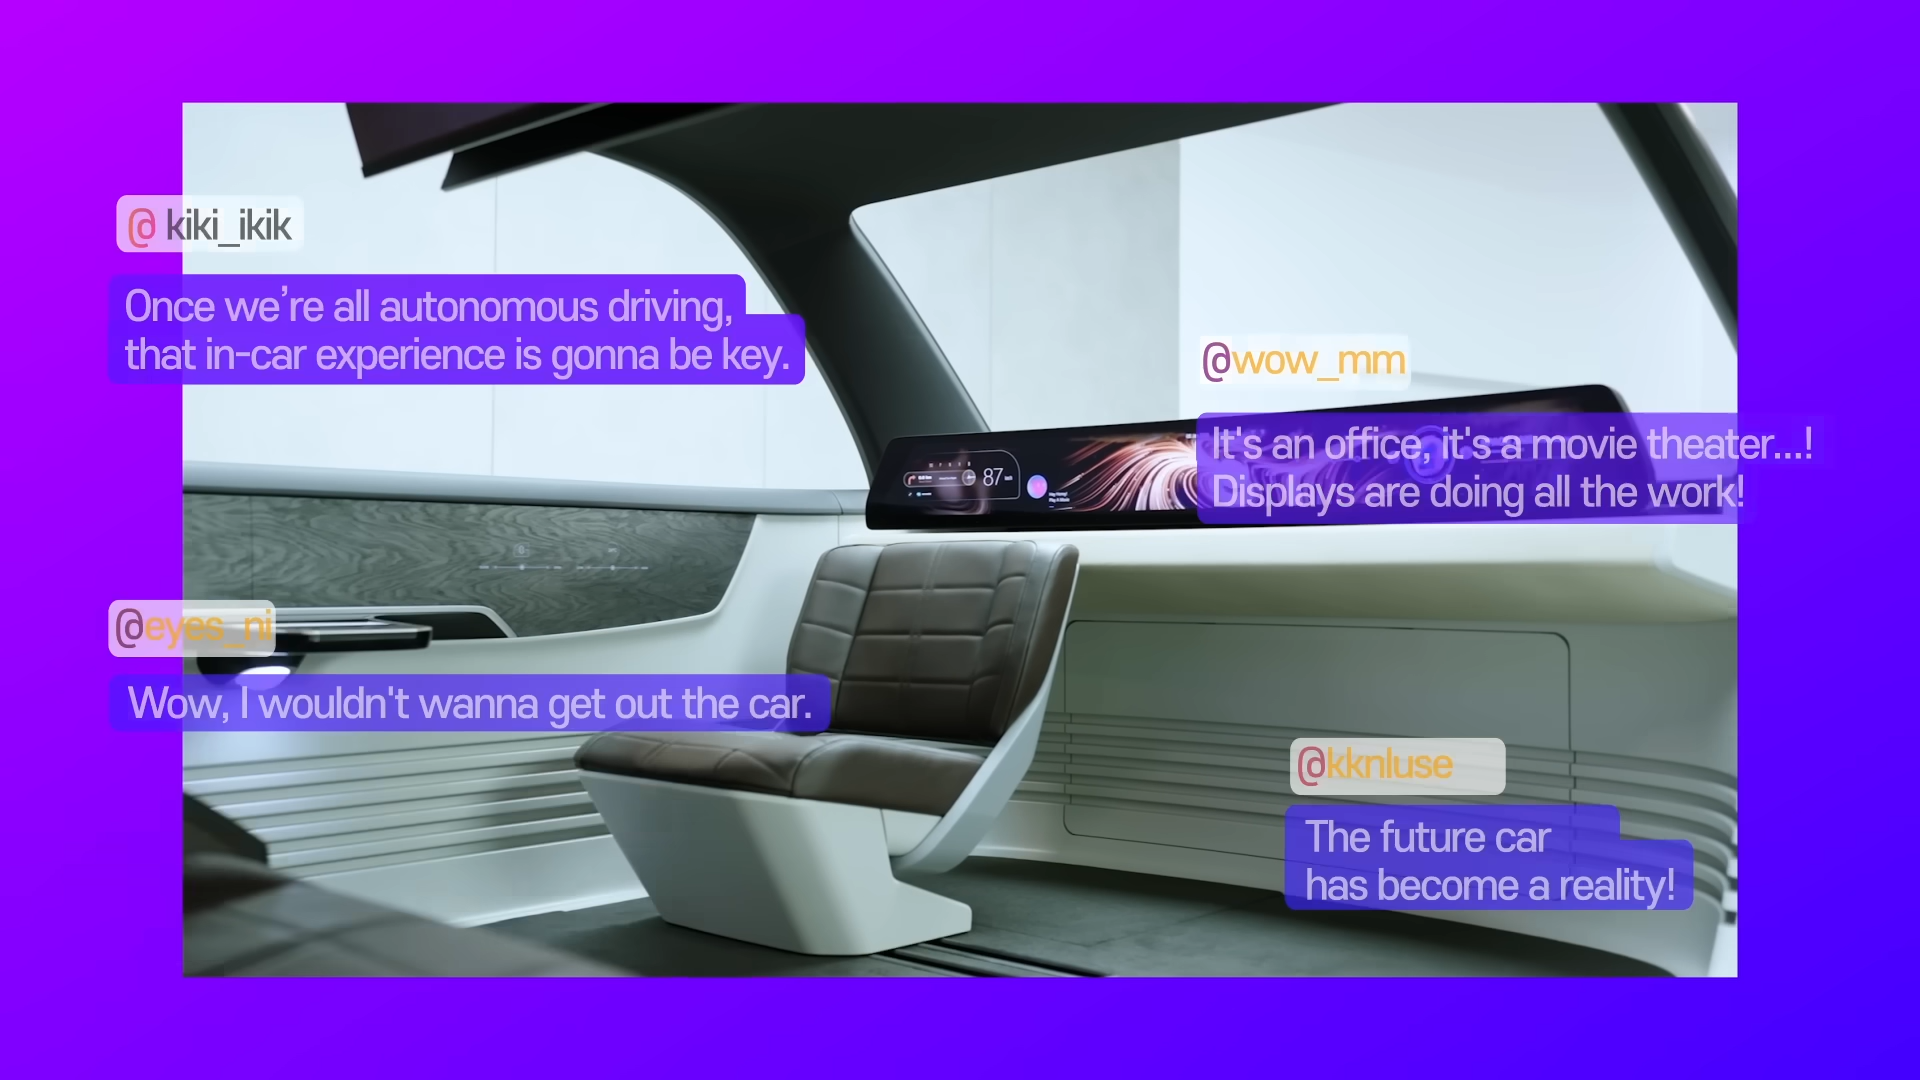 @ kiki_ikik
Once we’re all autonomous driving,
that in-car experience is gonna be key.
@wow_mm
It's an office, it's a movie theater...!
Displays are doing all the work!
87
@eyes_ni
Wow, I wouldn't wanna get out the car.
@kknluse
The future car
has become a reality!